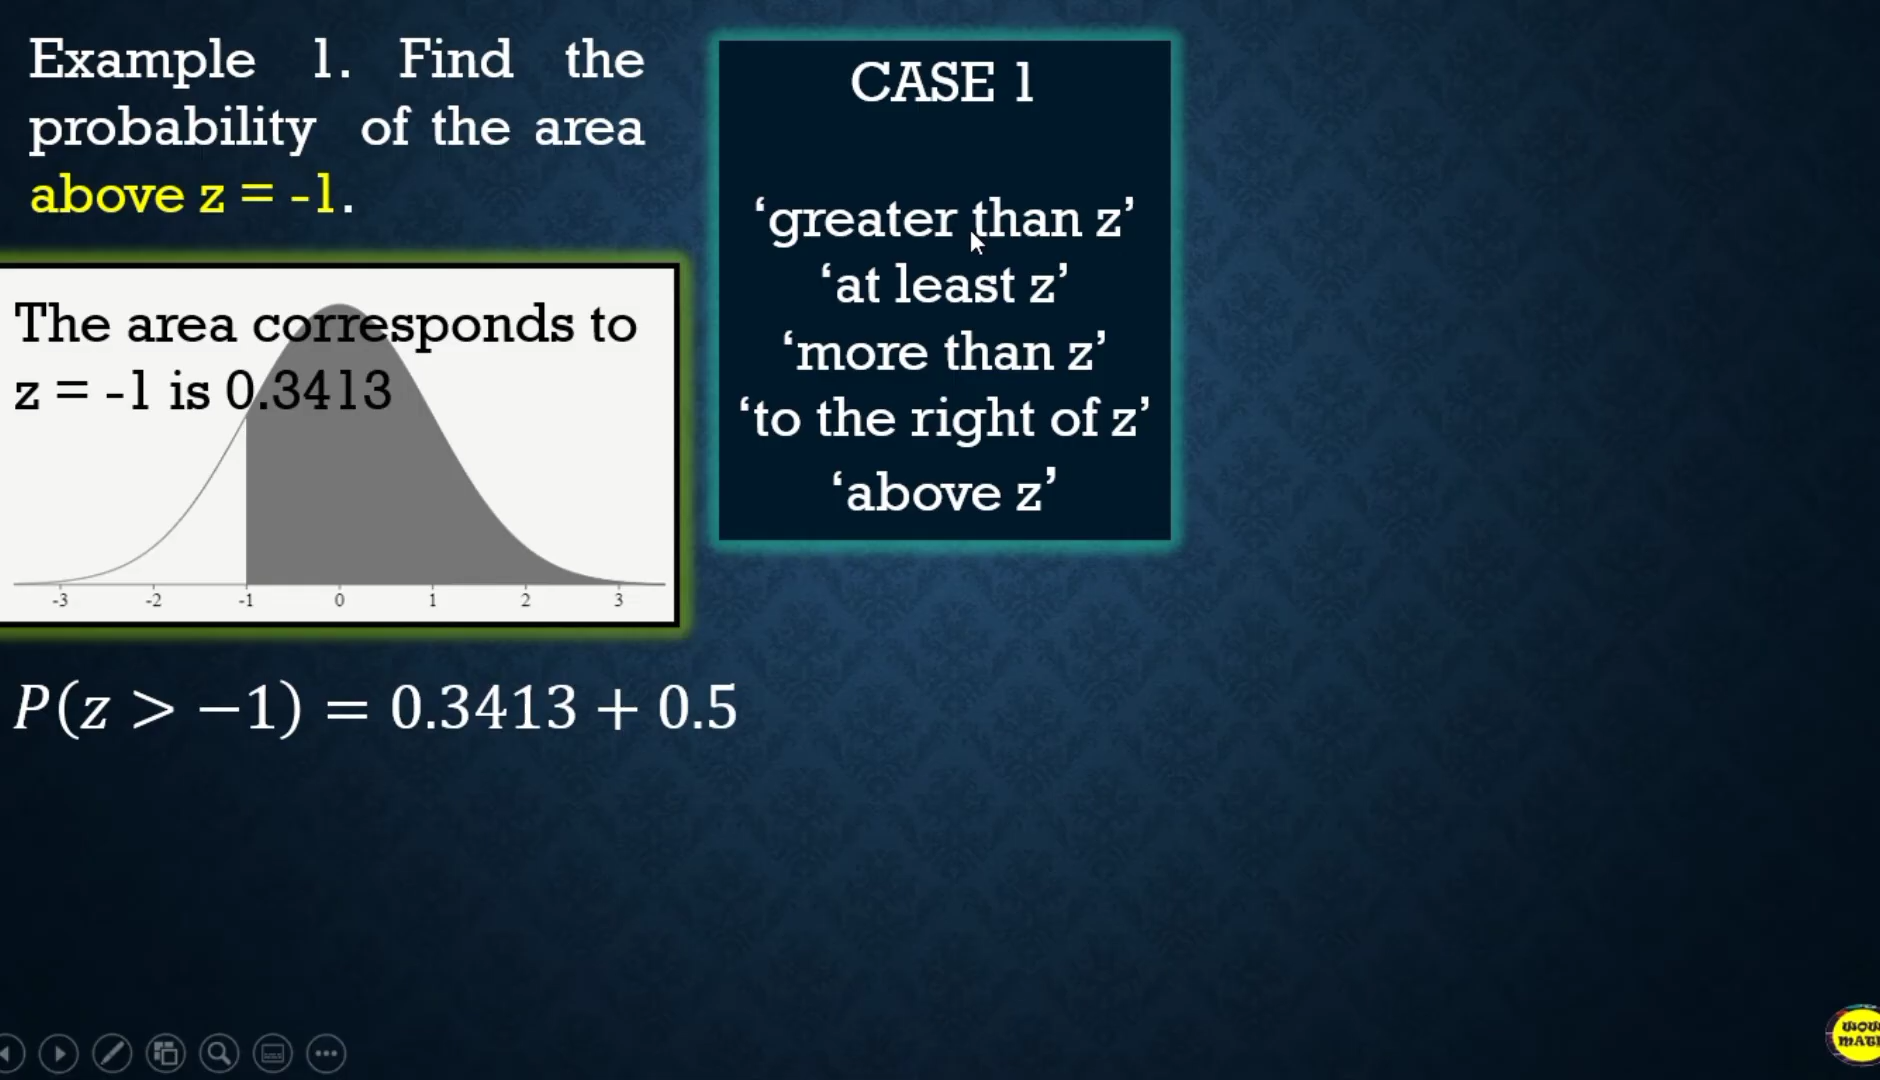 Example 1. Find the
probability of the area
above z = -1.
CASE 1
‘greater than z’
‘at least z’
‘more than z’
‘to the right of z’
‘above z’
The area corresponds to
z = -1 is 0.3413
-3 -2 -1 0 1 2 3
P(z > −1) = 0.3413 + 0.5
WOW
MATH